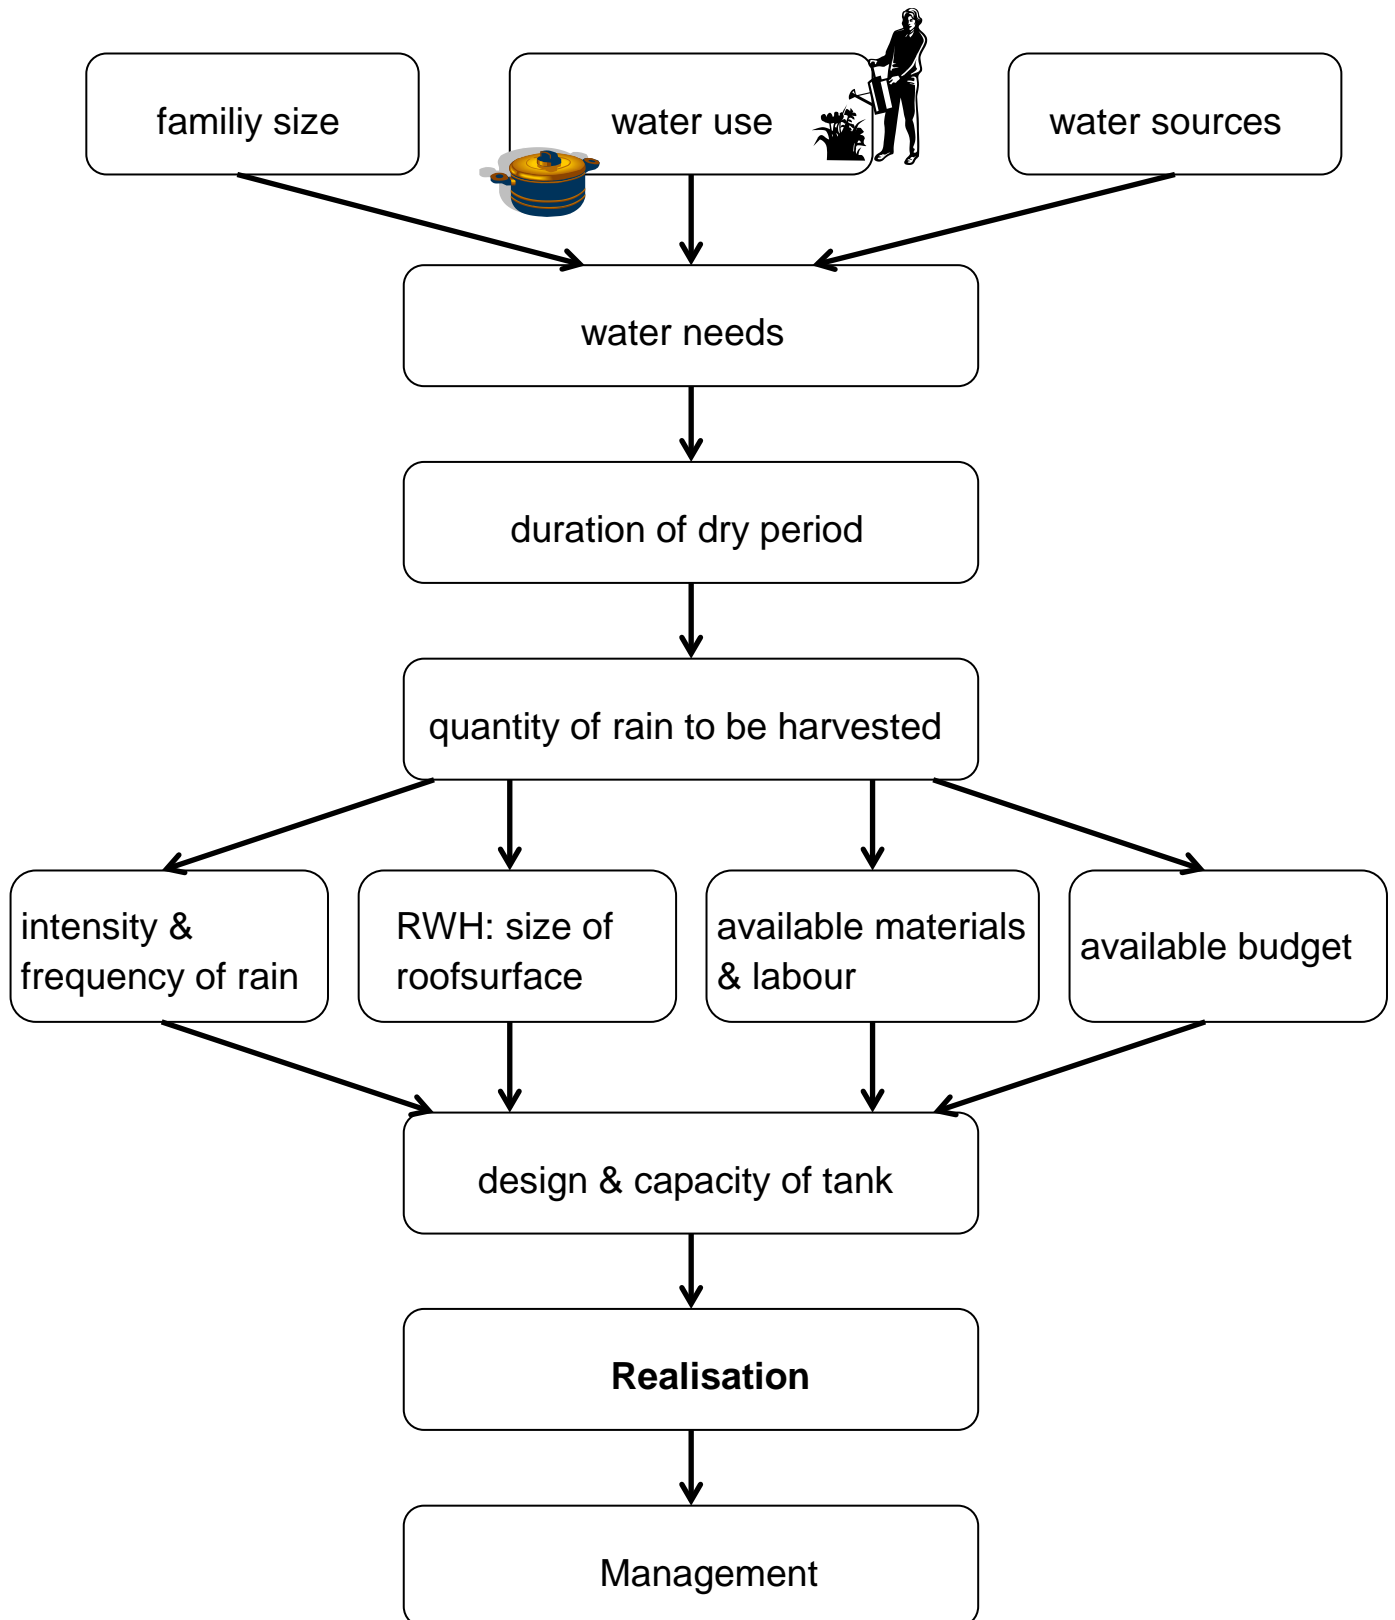 familiy size
water use
water sources
water needs
duration of dry period
quantity of rain to be harvested
intensity &
frequency of rain
RWH: size of
roofsurface
available materials
& labour
available budget
design & capacity of tank
Realisation
Management